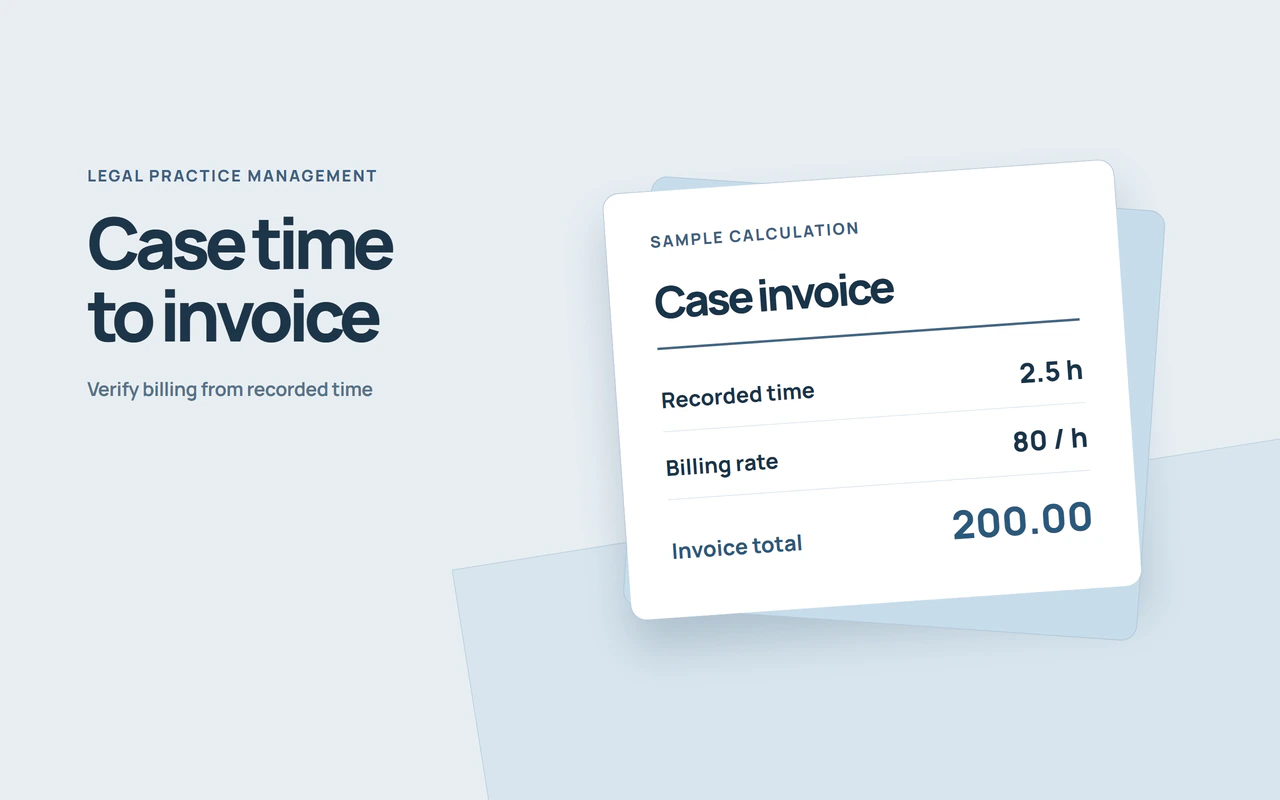 LEGAL PRACTICE MANAGEMENT
Case time
to invoice
Verify billing from recorded time
SAMPLE CALCULATION
Case invoice
Recorded time 2.5 h
Billing rate 80 / h
Invoice total 200.00